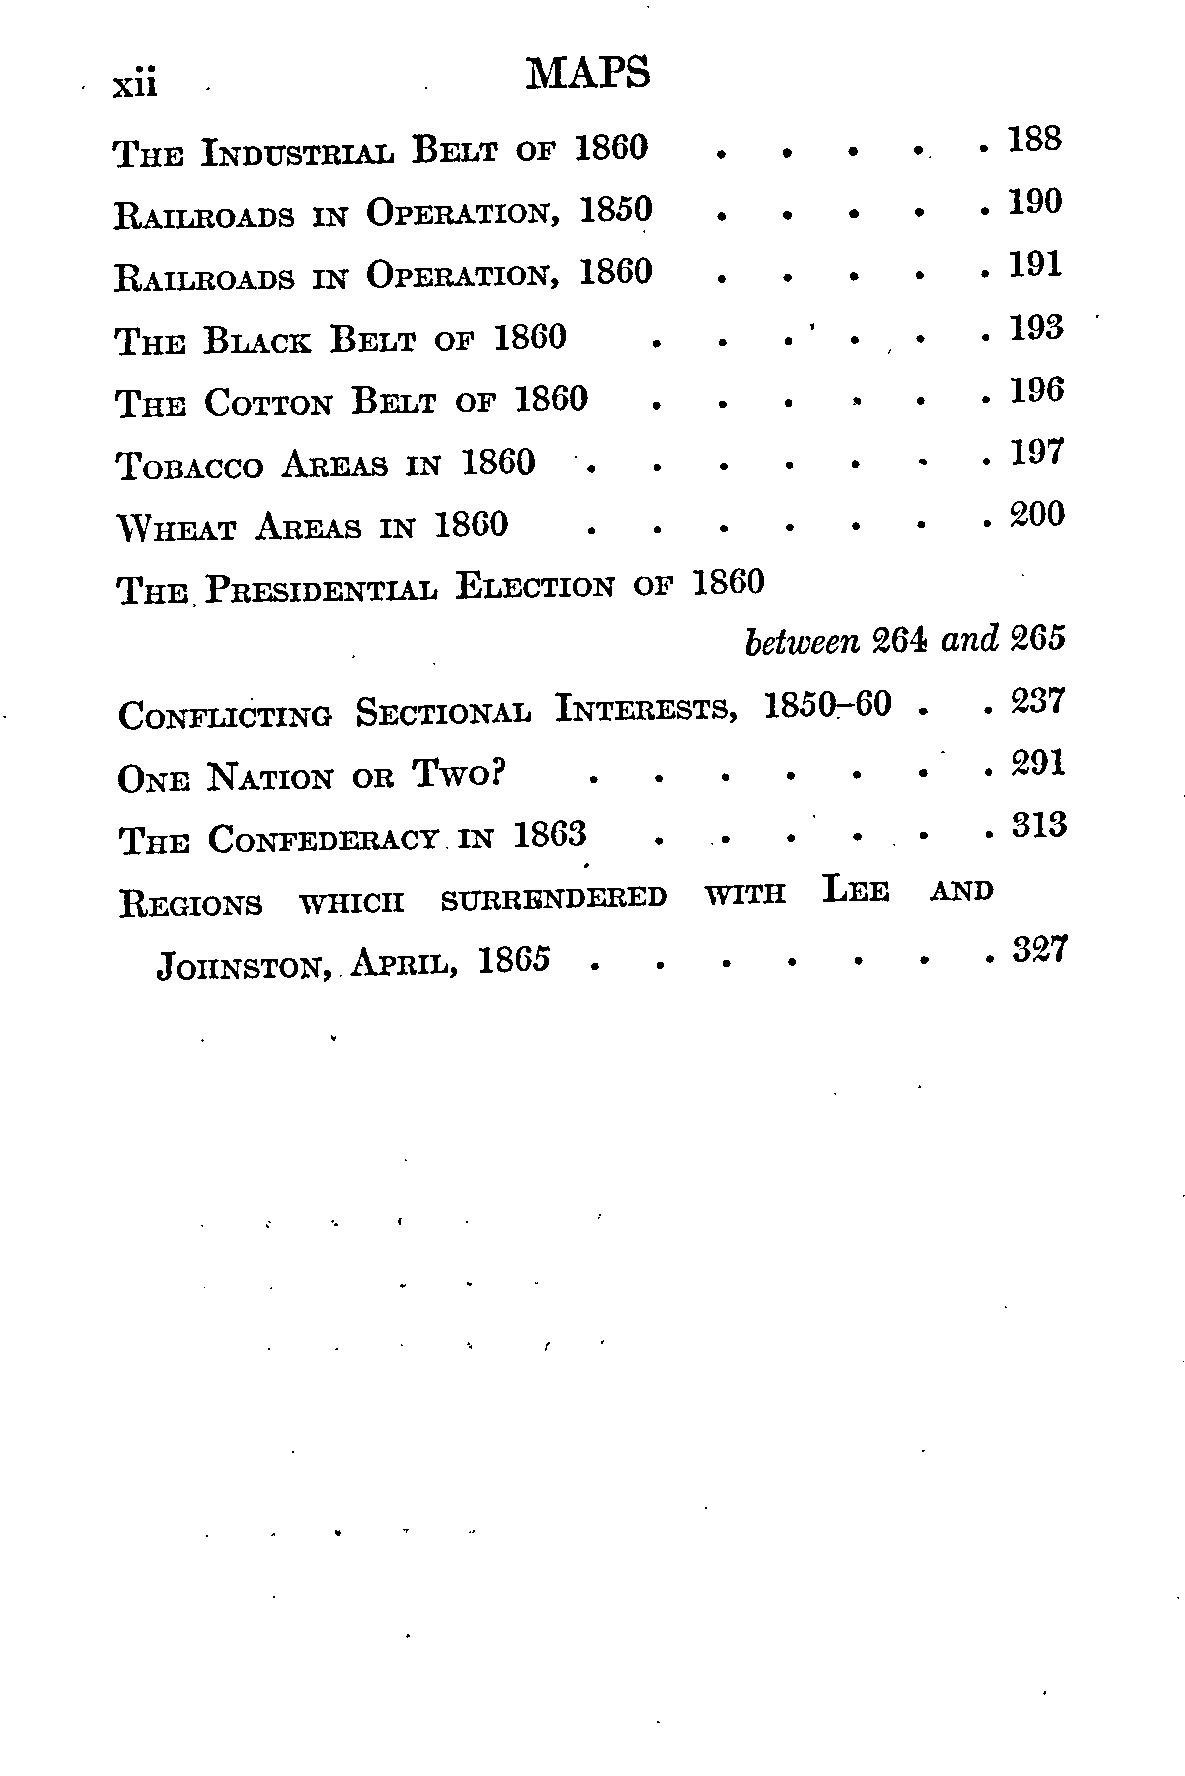 xii MAPS
The Industrial Belt of 1860 . . . . . 188
Railroads in Operation, 1850 . . . . . 190
Railroads in Operation, 1860 . . . . . 191
The Black Belt of 1860 . . . . . . 193
The Cotton Belt of 1860 . . . . . . 196
Tobacco Areas in 1860 . . . . . . . 197
Wheat Areas in 1860 . . . . . . . 200
The Presidential Election of 1860
between 264 and 265
Conflicting Sectional Interests, 1850–60 . . 237
One Nation or Two? . . . . . . . 291
The Confederacy in 1863 . . . . . . 313
Regions which surrendered with Lee and
Johnston, April, 1865 . . . . . . . 327